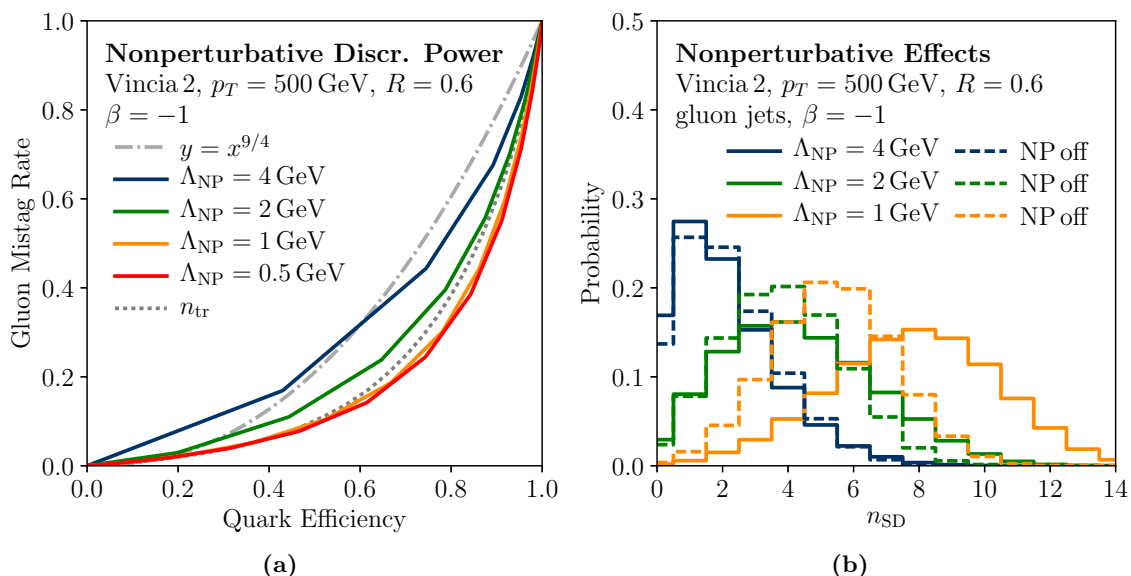 Nonperturbative Discr. Power
Vincia 2, p_T = 500 GeV, R = 0.6
β = −1
y = x^{9/4}
Λ_NP = 4 GeV
Λ_NP = 2 GeV
Λ_NP = 1 GeV
Λ_NP = 0.5 GeV
n_tr
Gluon Mistag Rate
1.0
0.8
0.6
0.4
0.2
0.0
0.0 0.2 0.4 0.6 0.8 1.0
Quark Efficiency
(a)
Nonperturbative Effects
Vincia 2, p_T = 500 GeV, R = 0.6
gluon jets, β = −1
Λ_NP = 4 GeV NP off
Λ_NP = 2 GeV NP off
Λ_NP = 1 GeV NP off
Probability
0.5
0.4
0.3
0.2
0.1
0.0
0 2 4 6 8 10 12 14
n_SD
(b)